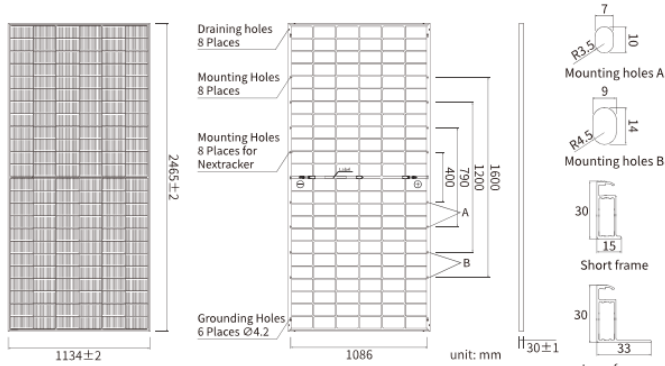 Draining holes
8 Places
Mounting Holes
8 Places
Mounting Holes
8 Places for
Nextracker
Grounding Holes
6 Places Ø4.2
2465±2
1134±2
1086
400
790
1200
1600
A
B
unit: mm
30±1
7
10
R3.5
Mounting holes A
9
14
R4.5
Mounting holes B
30
15
Short frame
30
33